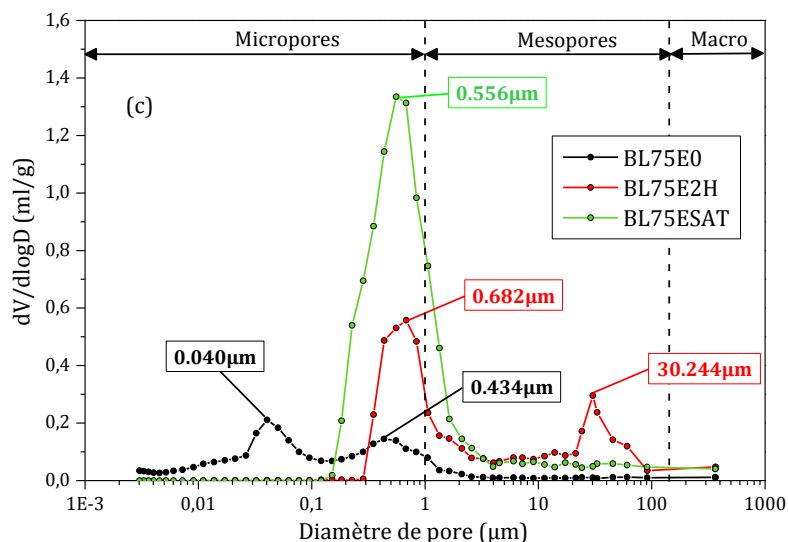 1,6
1,4
1,2
1,0
0,8
0,6
0,4
0,2
0,0
dV/dlogD (ml/g)
Micropores
Mesopores
Macro
(c)
0.556µm
BL75E0
BL75E2H
BL75ESAT
0.682µm
0.040µm
0.434µm
30.244µm
1E-3
0,01
0,1
1
10
100
1000
Diamètre de pore (µm)